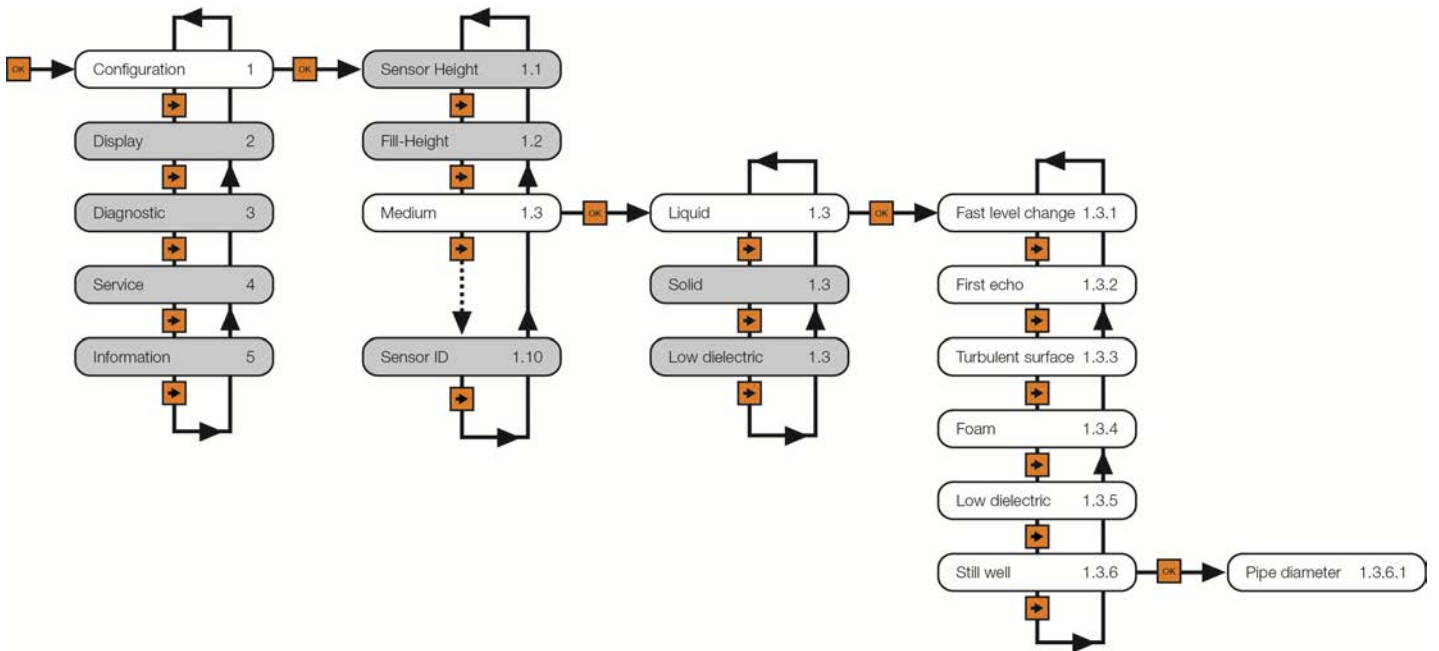 OK
Configuration 1
OK
Display 2
Diagnostic 3
Service 4
Information 5
Sensor Height 1.1
Fill-Height 1.2
Medium 1.3
OK
Sensor ID 1.10
Liquid 1.3
OK
Solid 1.3
Low dielectric 1.3
Fast level change 1.3.1
First echo 1.3.2
Turbulent surface 1.3.3
Foam 1.3.4
Low dielectric 1.3.5
Still well 1.3.6
OK
Pipe diameter 1.3.6.1